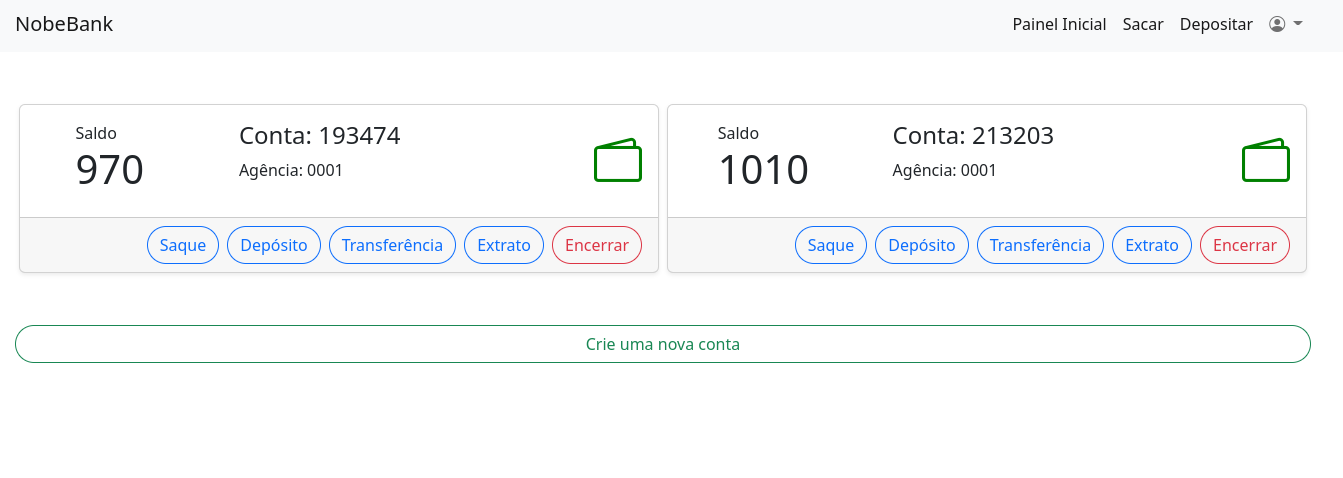 NobeBank
Painel Inicial Sacar Depositar
Saldo
970
Conta: 193474
Agência: 0001
Saque Depósito Transferência Extrato Encerrar
Saldo
1010
Conta: 213203
Agência: 0001
Saque Depósito Transferência Extrato Encerrar
Crie uma nova conta